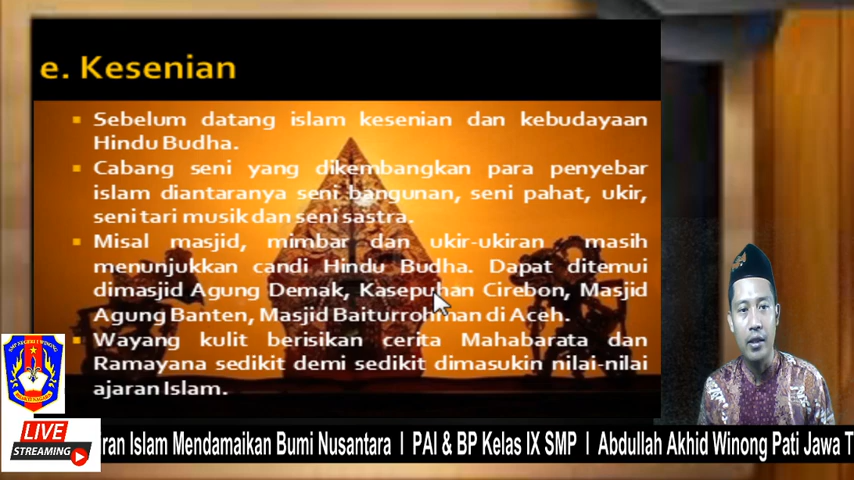 e. Kesenian
Sebelum datang islam kesenian dan kebudayaan
Hindu Budha.
Cabang seni yang dikembangkan para penyebar
islam diantaranya seni bangunan, seni pahat, ukir,
seni tari musik dan seni sastra.
Misal masjid, mimbar dan ukir-ukiran masih
menunjukkan candi Hindu Budha. Dapat ditemui
dimasjid Agung Demak, Kasepuhan Cirebon, Masjid
Agung Banten, Masjid Baiturrohman di Aceh.
Wayang kulit berisikan cerita Mahabarata dan
Ramayana sedikit demi sedikit dimasukin nilai-nilai
ajaran Islam.
LIVE
STREAMING
ran Islam Mendamaikan Bumi Nusantara I PAI & BP Kelas IX SMP I Abdullah Akhid Winong Pati Jawa T